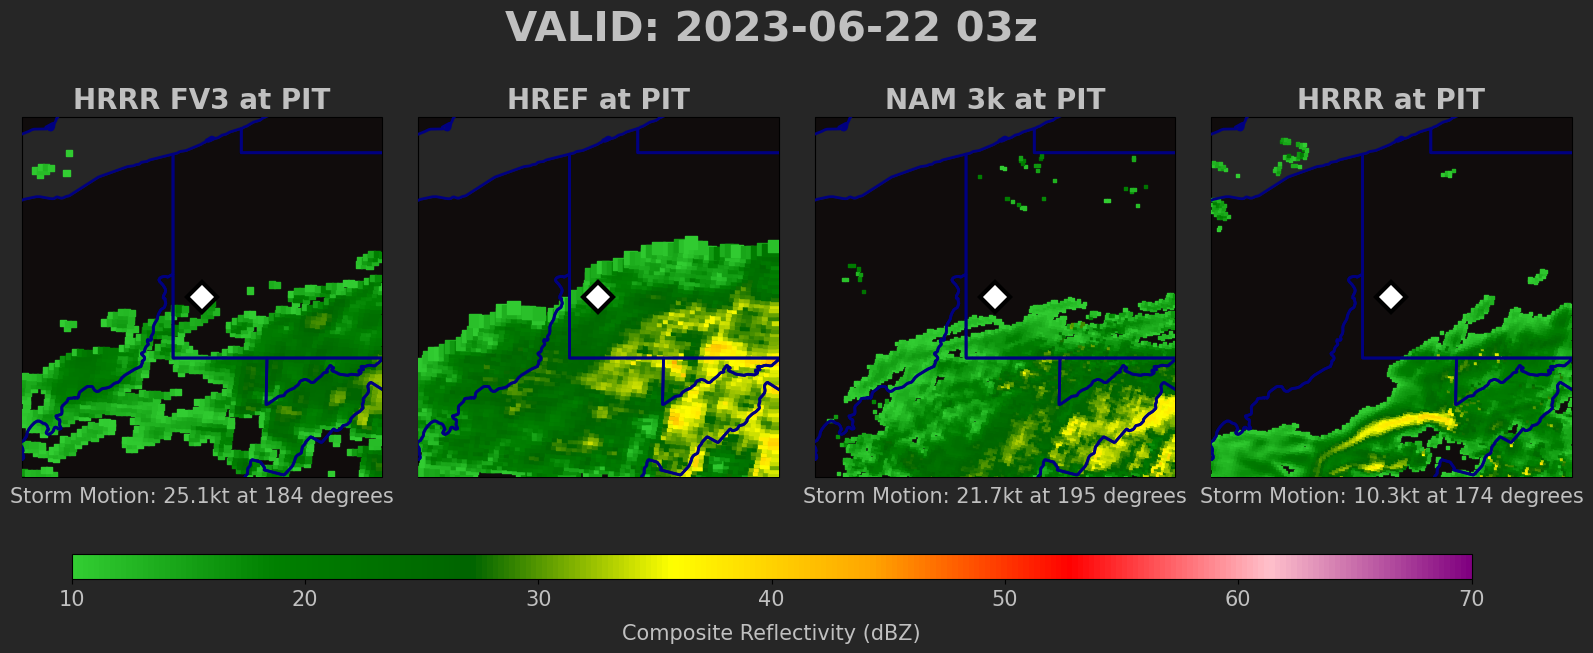 VALID: 2023-06-22 03z
HRRR FV3 at PIT
HREF at PIT
NAM 3k at PIT
HRRR at PIT
Storm Motion: 25.1kt at 184 degrees
Storm Motion: 21.7kt at 195 degrees
Storm Motion: 10.3kt at 174 degrees
10 20 30 40 50 60 70
Composite Reflectivity (dBZ)